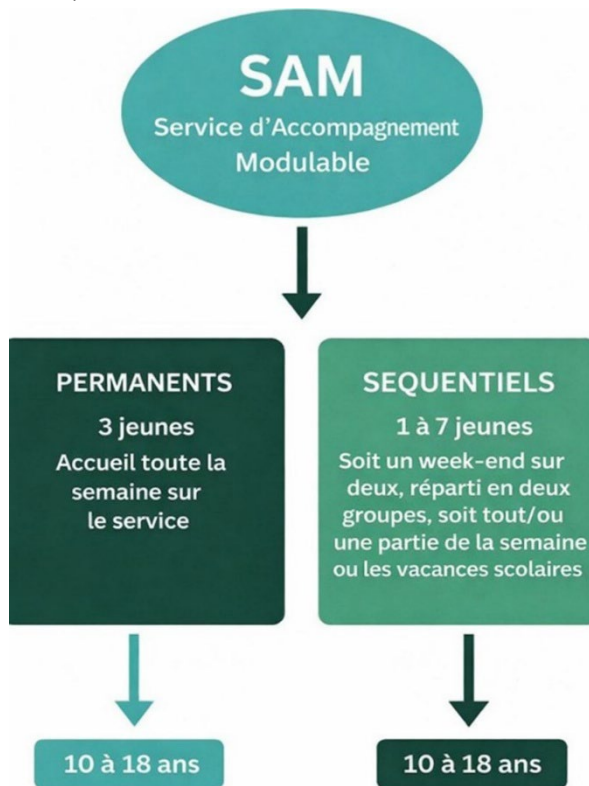 SAM
Service d’Accompagnement
Modulable
PERMANENTS
3 jeunes
Accueil toute la
semaine sur
le service
SEQUENTIELS
1 à 7 jeunes
Soit un week-end sur
deux, réparti en deux
groupes, soit tout/ou
une partie de la semaine
ou les vacances scolaires
10 à 18 ans
10 à 18 ans